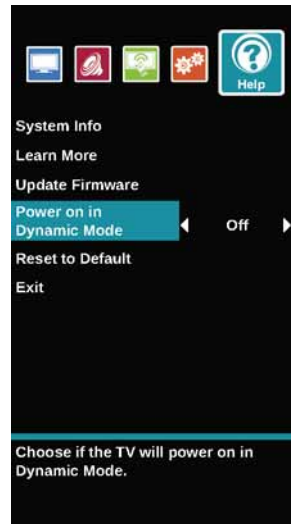 Help
System Info
Learn More
Update Firmware
Power on in
Dynamic Mode
Off
Reset to Default
Exit
Choose if the TV will power on in
Dynamic Mode.